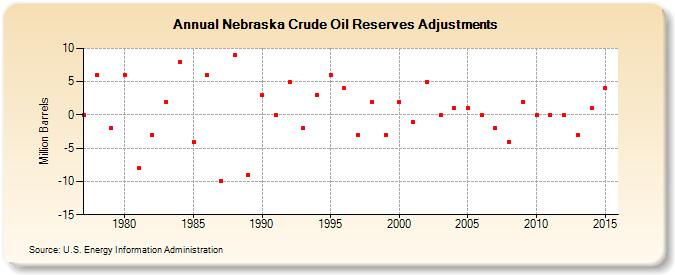 Annual Nebraska Crude Oil Reserves Adjustments
Million Barrels
10
5
0
-5
-10
-15
1980 1985 1990 1995 2000 2005 2010 2015
Source: U.S. Energy Information Administration